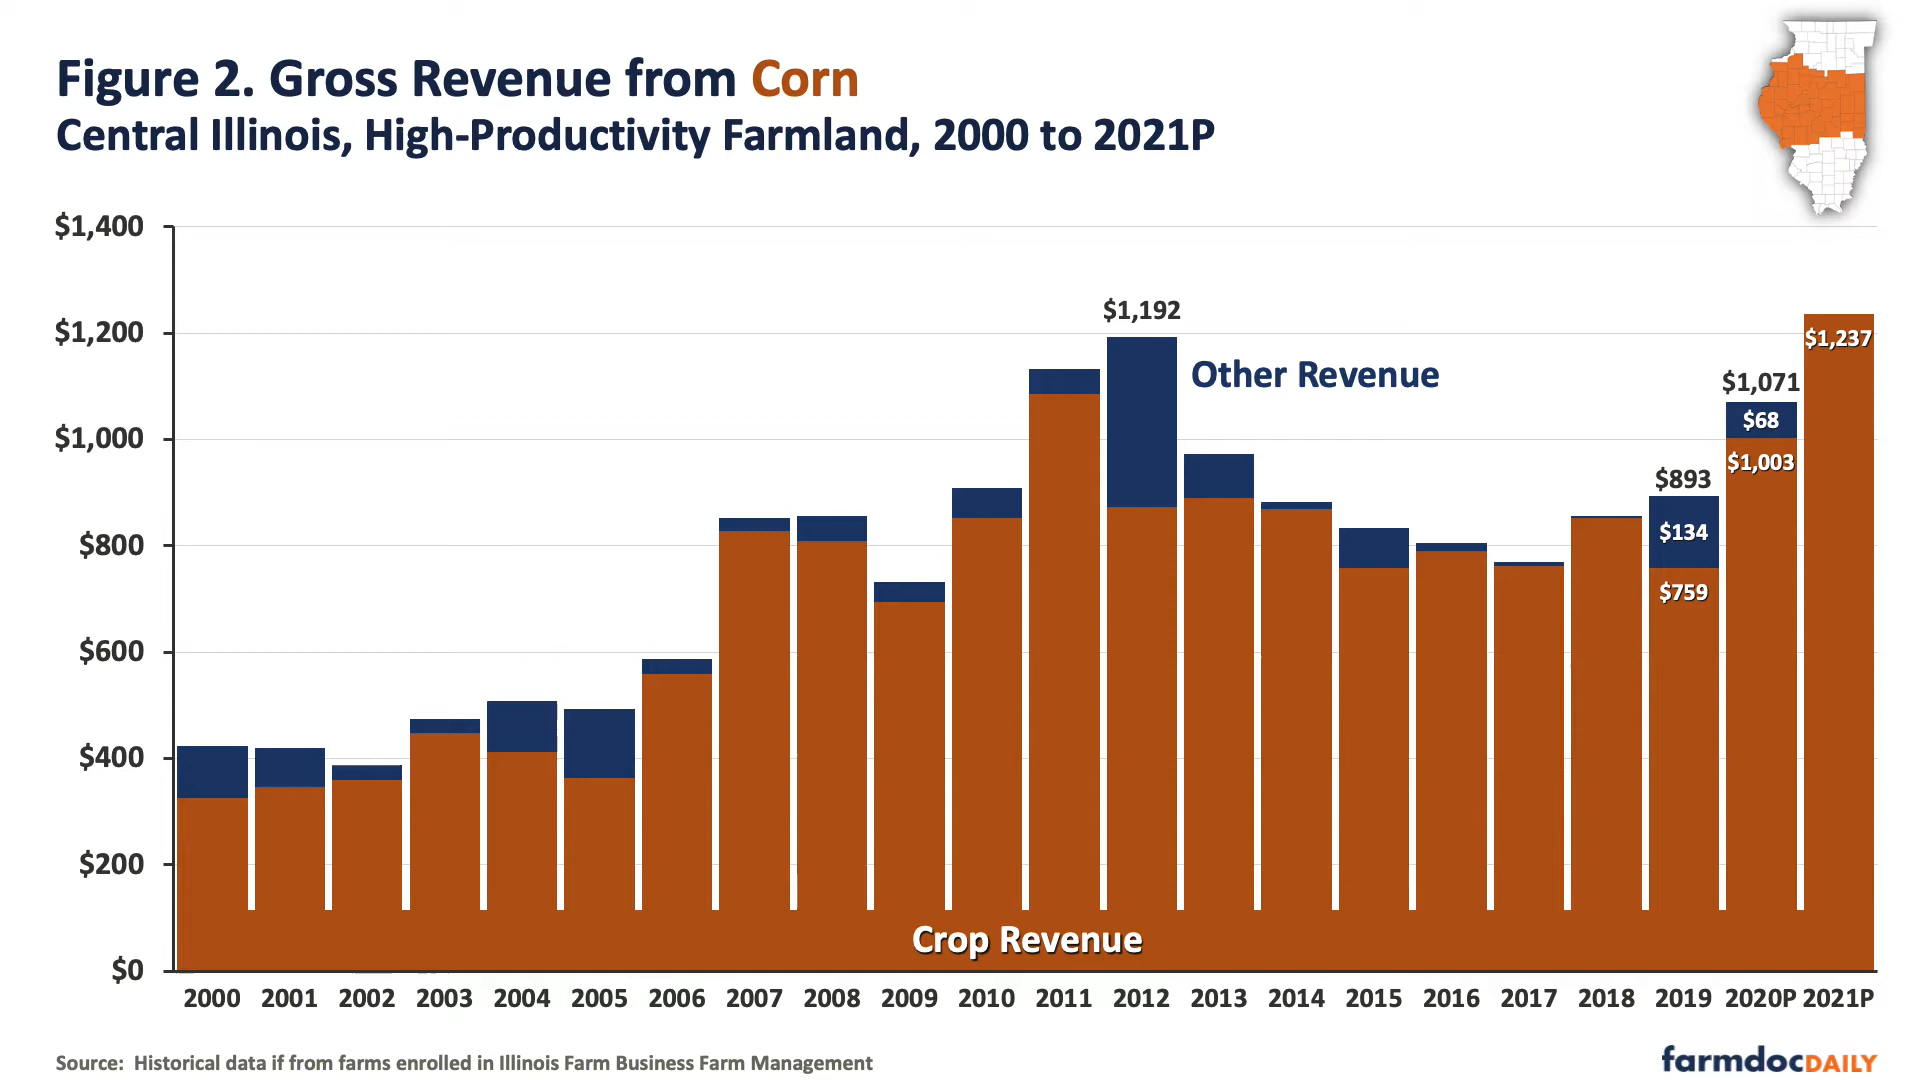 Figure 2. Gross Revenue from Corn
Central Illinois, High-Productivity Farmland, 2000 to 2021P
$1,400
$1,200
$1,000
$800
$600
$400
$200
$0
$1,192
Other Revenue
$893
$134
$759
$1,071
$68
$1,003
$1,237
Crop Revenue
2000 2001 2002 2003 2004 2005 2006 2007 2008 2009 2010 2011 2012 2013 2014 2015 2016 2017 2018 2019 2020P 2021P
Source: Historical data if from farms enrolled in Illinois Farm Business Farm Management
farmdocDAILY